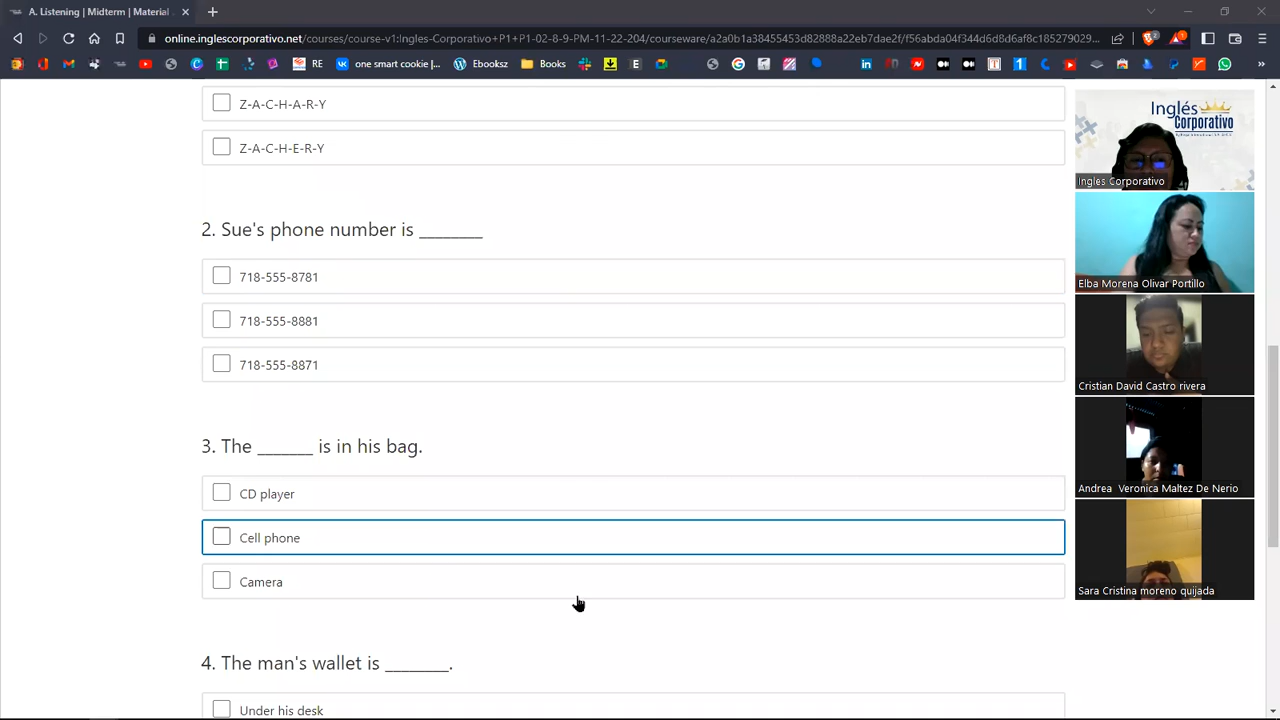 A. Listening | Midterm | Material
online.inglescorporativo.net/courses/course-v1:Ingles-Corporativo+P1+P1-02-8-9-PM-11-22-204/courseware/a2a0b1a38455453d82888a22eb7dae2f/f56abda04f344d6d8d6af8c185279029...
RE
one smart cookie |...
Ebooksz
Books
Z-A-C-H-A-R-Y
Z-A-C-H-E-R-Y
2. Sue's phone number is ________
718-555-8781
718-555-8881
718-555-8871
3. The _______ is in his bag.
CD player
Cell phone
Camera
4. The man's wallet is ________.
Under his desk
Inglés
Corporativo
Ingles Corporativo
Elba Morena Olivar Portillo
Cristian David Castro rivera
Andrea Veronica Maltez De Nerio
Sara Cristina moreno quijada